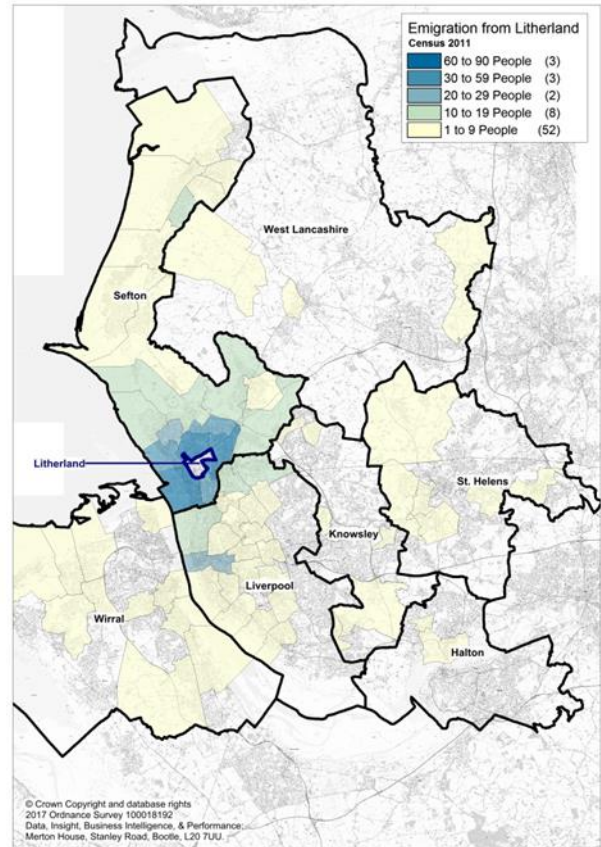 Emigration from Litherland
Census 2011
60 to 90 People (3)
30 to 59 People (3)
20 to 29 People (2)
10 to 19 People (8)
1 to 9 People (52)
West Lancashire
Sefton
Litherland
St. Helens
Knowsley
Liverpool
Wirral
Halton
© Crown Copyright and database rights
2017 Ordnance Survey 100018192
Data, Insight, Business Intelligence, & Performance,
Merton House, Stanley Road, Bootle, L20 7UU.